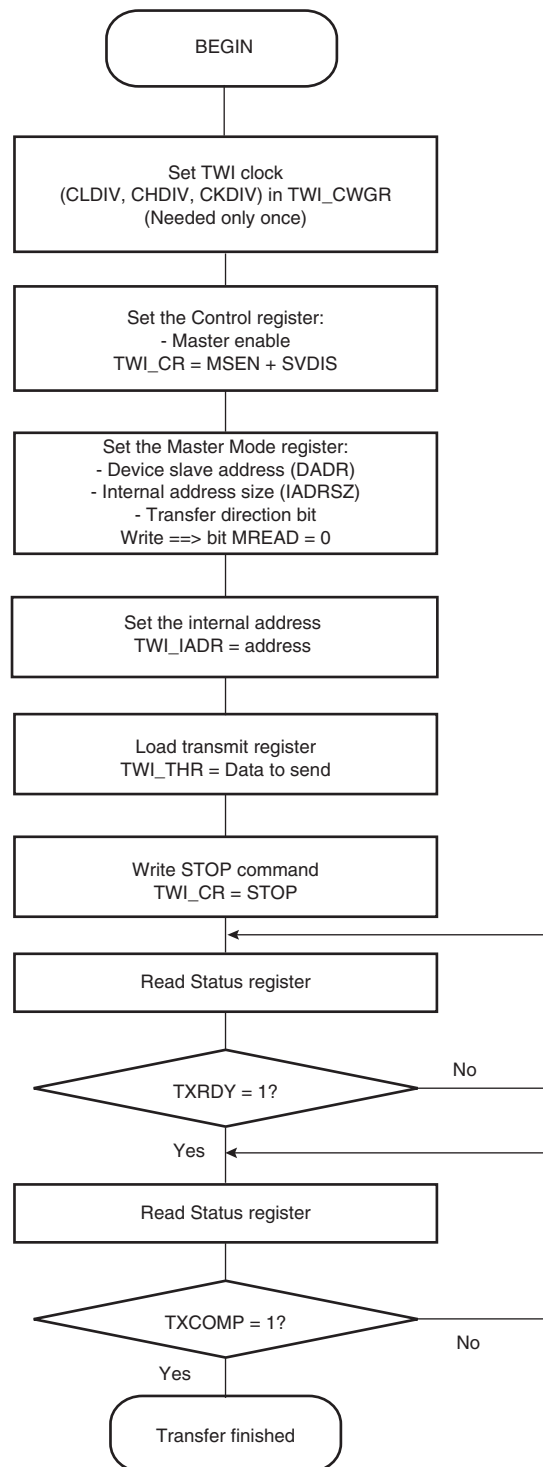 BEGIN
Set TWI clock
(CLDIV, CHDIV, CKDIV) in TWI_CWGR
(Needed only once)
Set the Control register:
- Master enable
TWI_CR = MSEN + SVDIS
Set the Master Mode register:
- Device slave address (DADR)
- Internal address size (IADRSZ)
- Transfer direction bit
Write ==> bit MREAD = 0
Set the internal address
TWI_IADR = address
Load transmit register
TWI_THR = Data to send
Write STOP command
TWI_CR = STOP
Read Status register
No
TXRDY = 1?
Yes
Read Status register
TXCOMP = 1?
No
Yes
Transfer finished